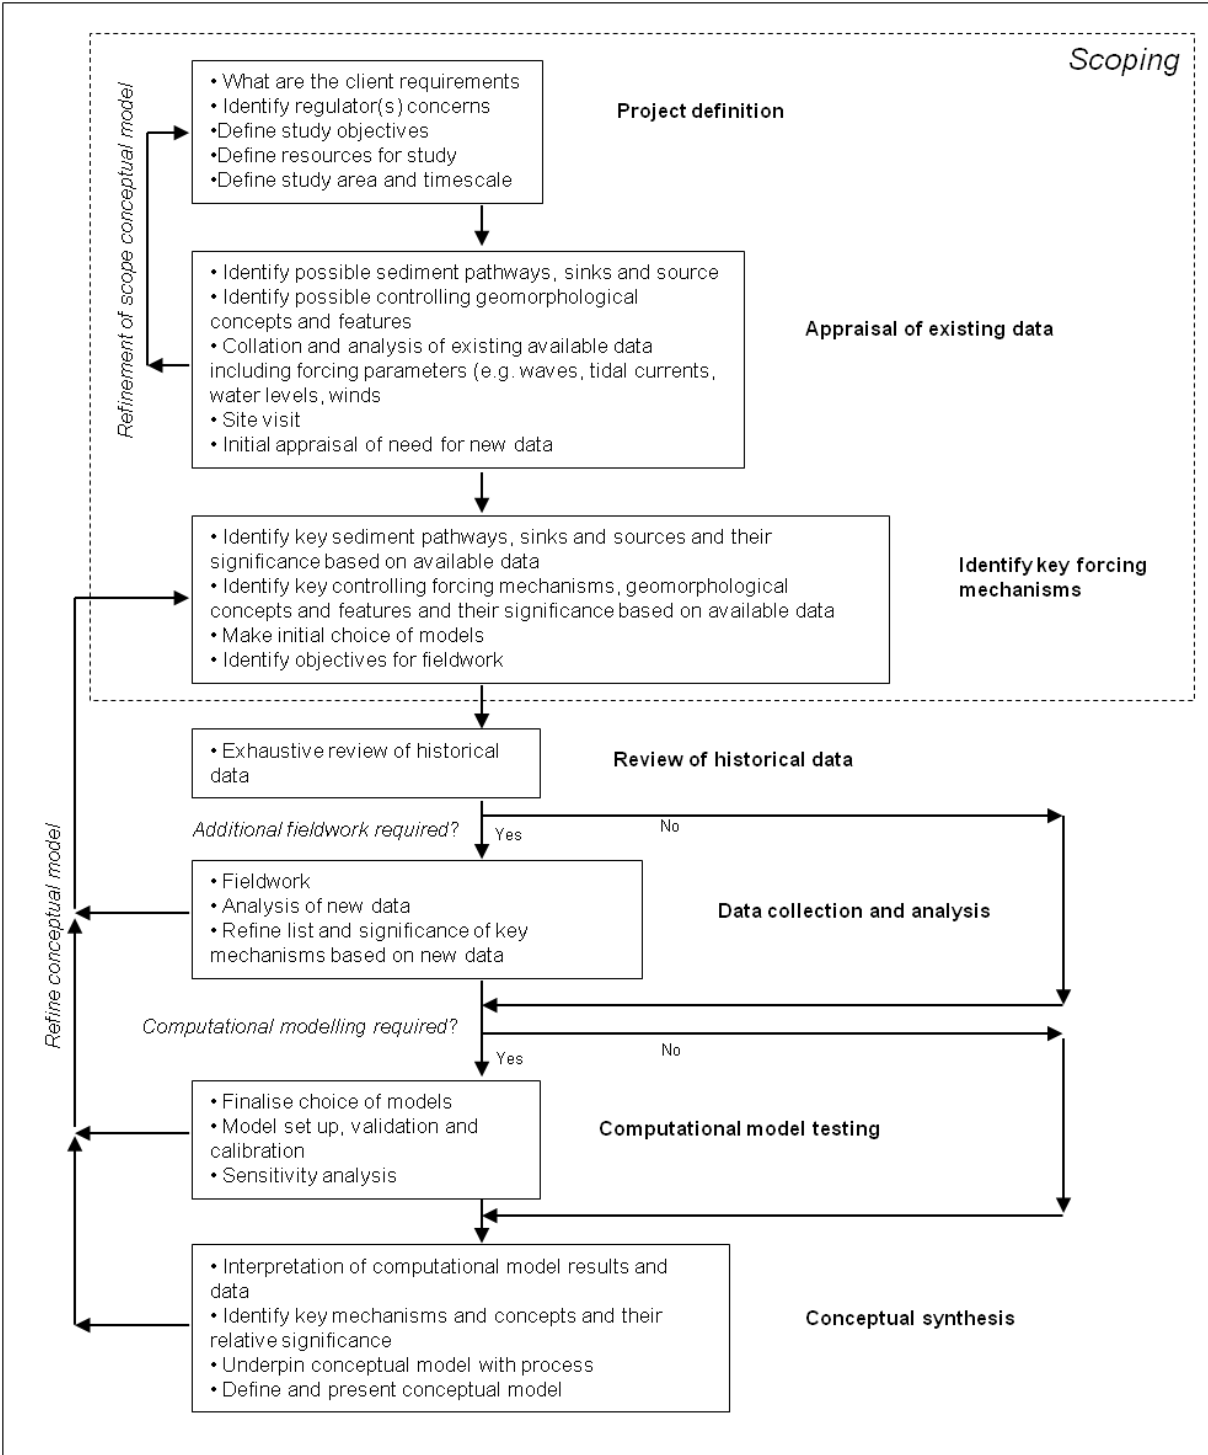 Scoping
• What are the client requirements
• Identify regulator(s) concerns
•Define study objectives
•Define resources for study
•Define study area and timescale
Project definition
Refinement of scope conceptual model
• Identify possible sediment pathways, sinks and source
• Identify possible controlling geomorphological
concepts and features
• Collation and analysis of existing available data
including forcing parameters (e.g. waves, tidal currents,
water levels, winds
• Site visit
• Initial appraisal of need for new data
Appraisal of existing data
• Identify key sediment pathways, sinks and sources and their
significance based on available data
• Identify key controlling forcing mechanisms, geomorphological
concepts and features and their significance based on available data
• Make initial choice of models
• Identify objectives for fieldwork
Identify key forcing
mechanisms
• Exhaustive review of historical
data
Review of historical data
Additional fieldwork required?
Yes
No
Refine conceptual model
• Fieldwork
• Analysis of new data
• Refine list and significance of key
mechanisms based on new data
Data collection and analysis
Computational modelling required?
Yes
No
• Finalise choice of models
• Model set up, validation and
calibration
• Sensitivity analysis
Computational model testing
• Interpretation of computational model results and
data
• Identify key mechanisms and concepts and their
relative significance
• Underpin conceptual model with process
• Define and present conceptual model
Conceptual synthesis